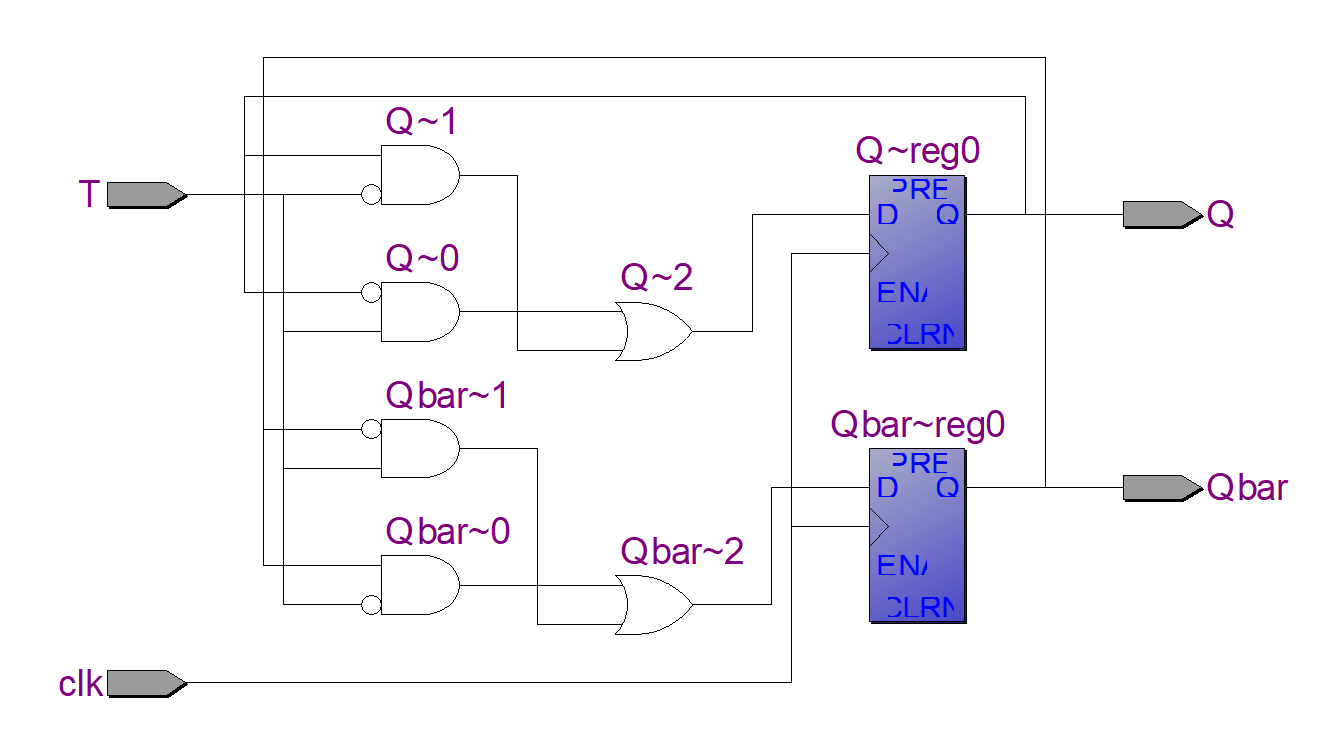 Q~1
Q~reg0
T
PRE
D Q
Q
Q~0
Q~2
ENA
CLRN
Qbar~1
Qbar~reg0
PRE
D Q
Qbar
Qbar~0
Qbar~2
ENA
CLRN
clk